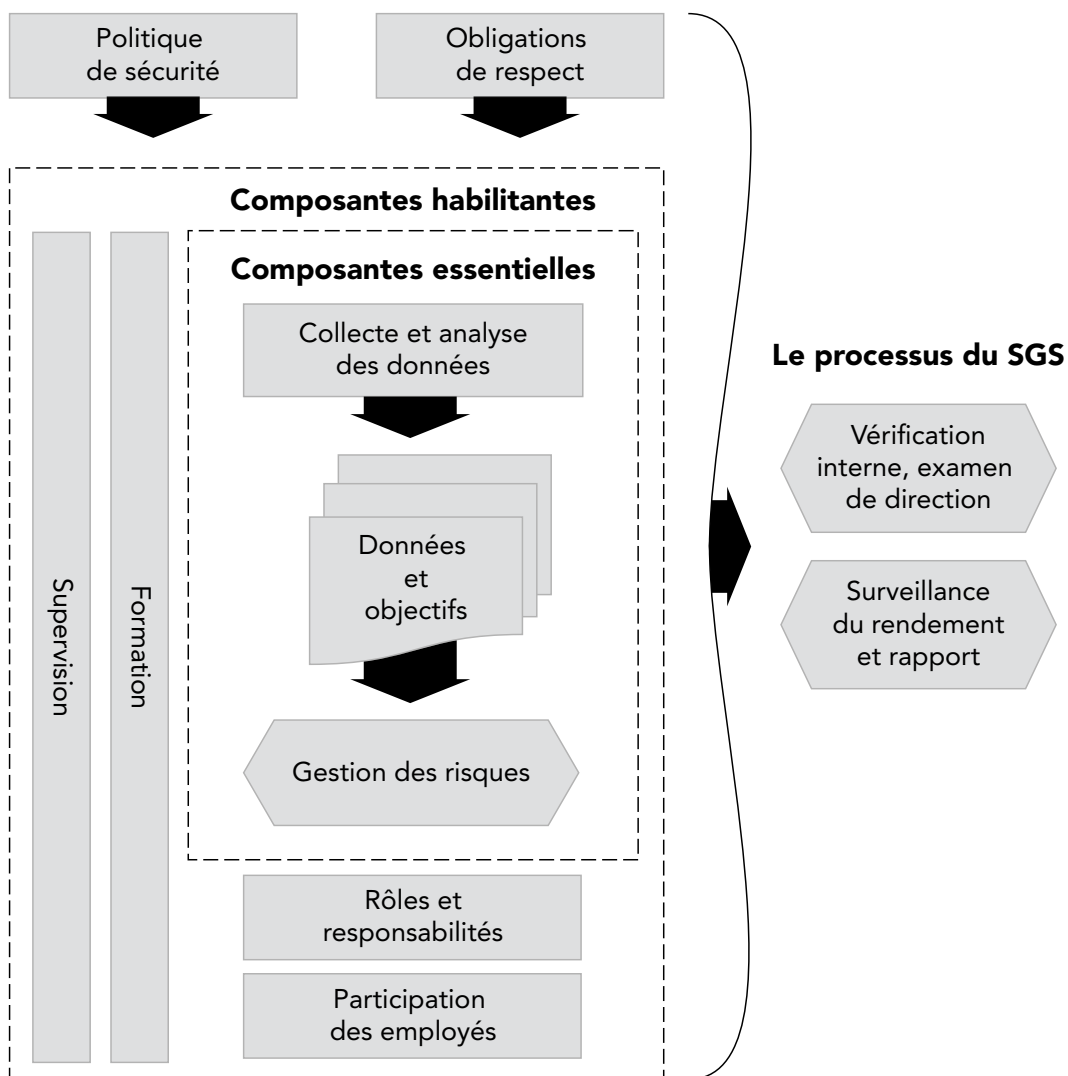 Politique
de sécurité
Obligations
de respect
Composantes habilitantes
Composantes essentielles
Collecte et analyse
des données
Données
et
objectifs
Gestion des risques
Supervision
Formation
Rôles et
responsabilités
Participation
des employés
Le processus du SGS
Vérification
interne, examen
de direction
Surveillance
du rendement
et rapport